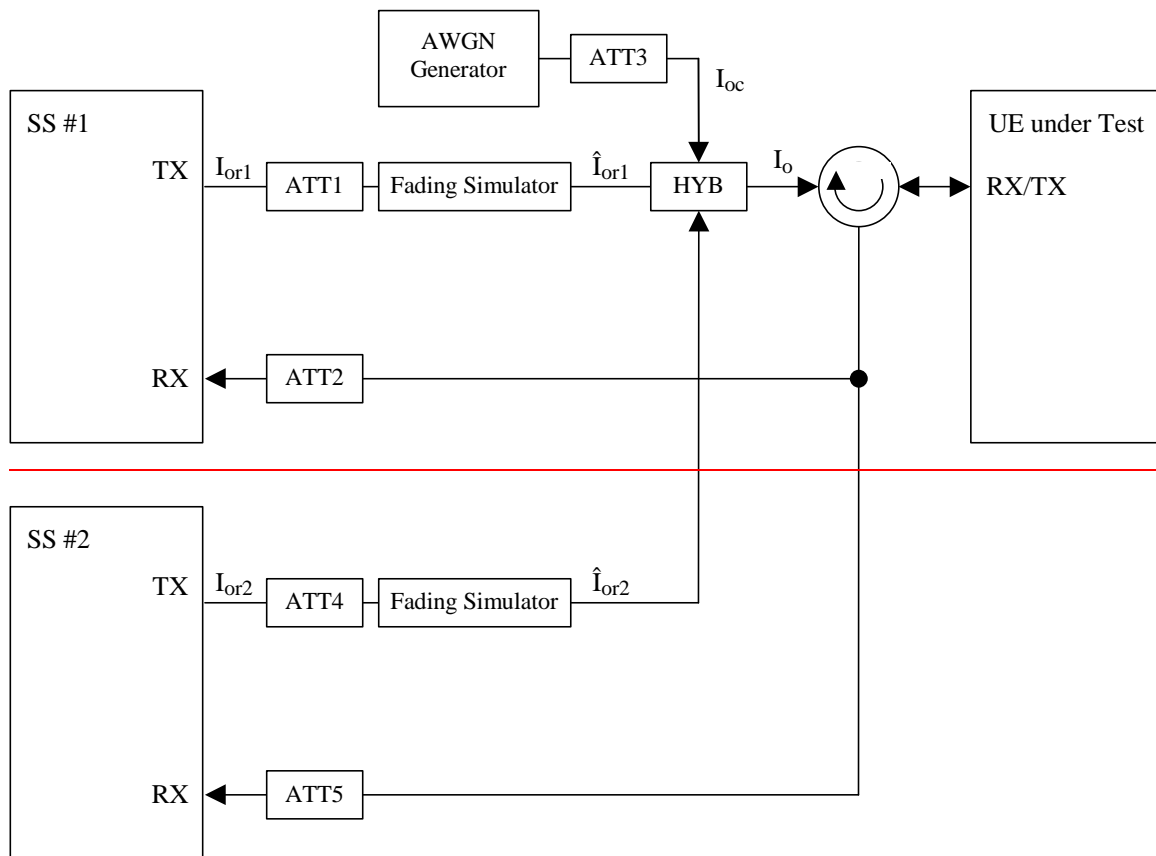 AWGN
Generator
ATT3
I_oc
SS #1
UE under Test
TX
I_or1
ATT1
Fading Simulator
Î_or1
HYB
I_o
RX/TX
RX
ATT2
SS #2
TX
I_or2
ATT4
Fading Simulator
Î_or2
RX
ATT5